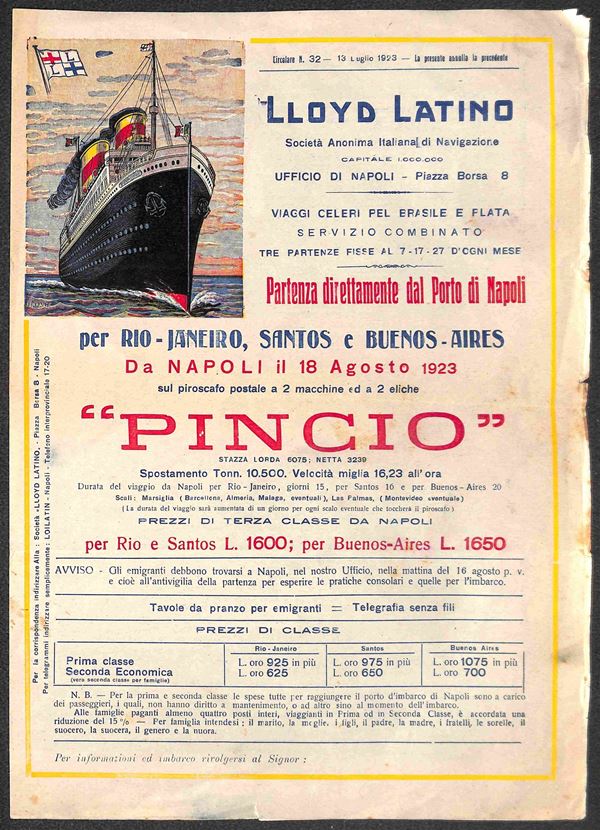 Circolare N. 32 — 13 Luglio 1923 — La presente annulla la precedente
LLOYD LATINO
Società Anonima Italiana di Navigazione
CAPITALE 1.000.000
UFFICIO DI NAPOLI - Piazza Borsa 8
VIAGGI CELERI PEL BRASILE E PLATA
SERVIZIO COMBINATO
TRE PARTENZE FISSE AL 7-17-27 D'OGNI MESE
Partenza direttamente dal Porto di Napoli
per RIO-JANEIRO, SANTOS e BUENOS-AIRES
Da NAPOLI il 18 Agosto 1923
sul piroscafo postale a 2 macchine ed a 2 eliche
“PINCIO”
STAZZA LORDA 6075; NETTA 3239
Spostamento Tonn. 10.500. Velocità miglia 16,23 all'ora
Durata del viaggio da Napoli per Rio-Janeiro, giorni 15, per Santos 16 e per Buenos-Aires 20
Scali: Marsiglia (Barcellona, Almeria, Malaga, eventuali), Las Palmas, (Montevideo eventuale)
(La durata del viaggio sarà aumentata di un giorno per ogni scalo eventuale che toccherà il piroscafo)
PREZZI DI TERZA CLASSE DA NAPOLI
per Rio e Santos L. 1600; per Buenos-Aires L. 1650
AVVISO - Gli emigranti debbono trovarsi a Napoli, nel nostro Ufficio, nella mattina del 16 agosto p. v.
e cioè all'antivigilia della partenza per esperire le pratiche consolari e quelle per l'imbarco.
Tavole da pranzo per emigranti = Telegrafia senza fili
PREZZI DI CLASSE
Rio-Janeiro Santos Buenos Aires
Prima classe L. oro 925 in più L. oro 975 in più L. oro 1075 in più
Seconda Economica L. oro 625 L. oro 650 L. oro 700
(vera seconda classe per famiglie)
N. B. — Per la prima e seconda classe le spese tutte per raggiungere il porto d'imbarco di Napoli sono a carico
dei passeggieri, i quali, non hanno diritto a mantenimento, o ad altro sino al momento dell'imbarco.
Alle famiglie paganti almeno quattro posti interi, viaggianti in Prima od in Seconda Classe, è accordata una
riduzione del 15 % — Per famiglia intendesi; il marito, la moglie, i figli, il padre, la madre, i fratelli, le sorelle, il
suocero, la suocera, il genero e la nuora.
Per informazioni ed imbarco rivolgersi al Signor:
Per la corrispondenza indirizzare Alla: Società «LLOYD LATINO» - Piazza Borsa 8 - Napoli
Per telegrammi indirizzare semplicemente: LOILATIN - Napoli - Telefono interprovinciale 17-20